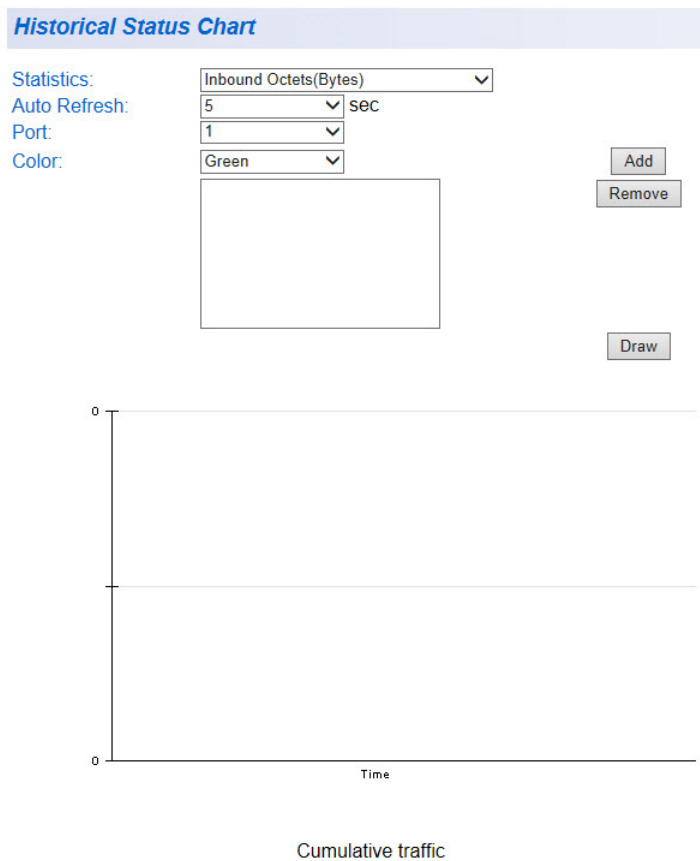 Historical Status Chart
Statistics: Inbound Octets(Bytes)
Auto Refresh: 5 sec
Port: 1
Color: Green Add
Remove
Draw
0
0
Time
Cumulative traffic